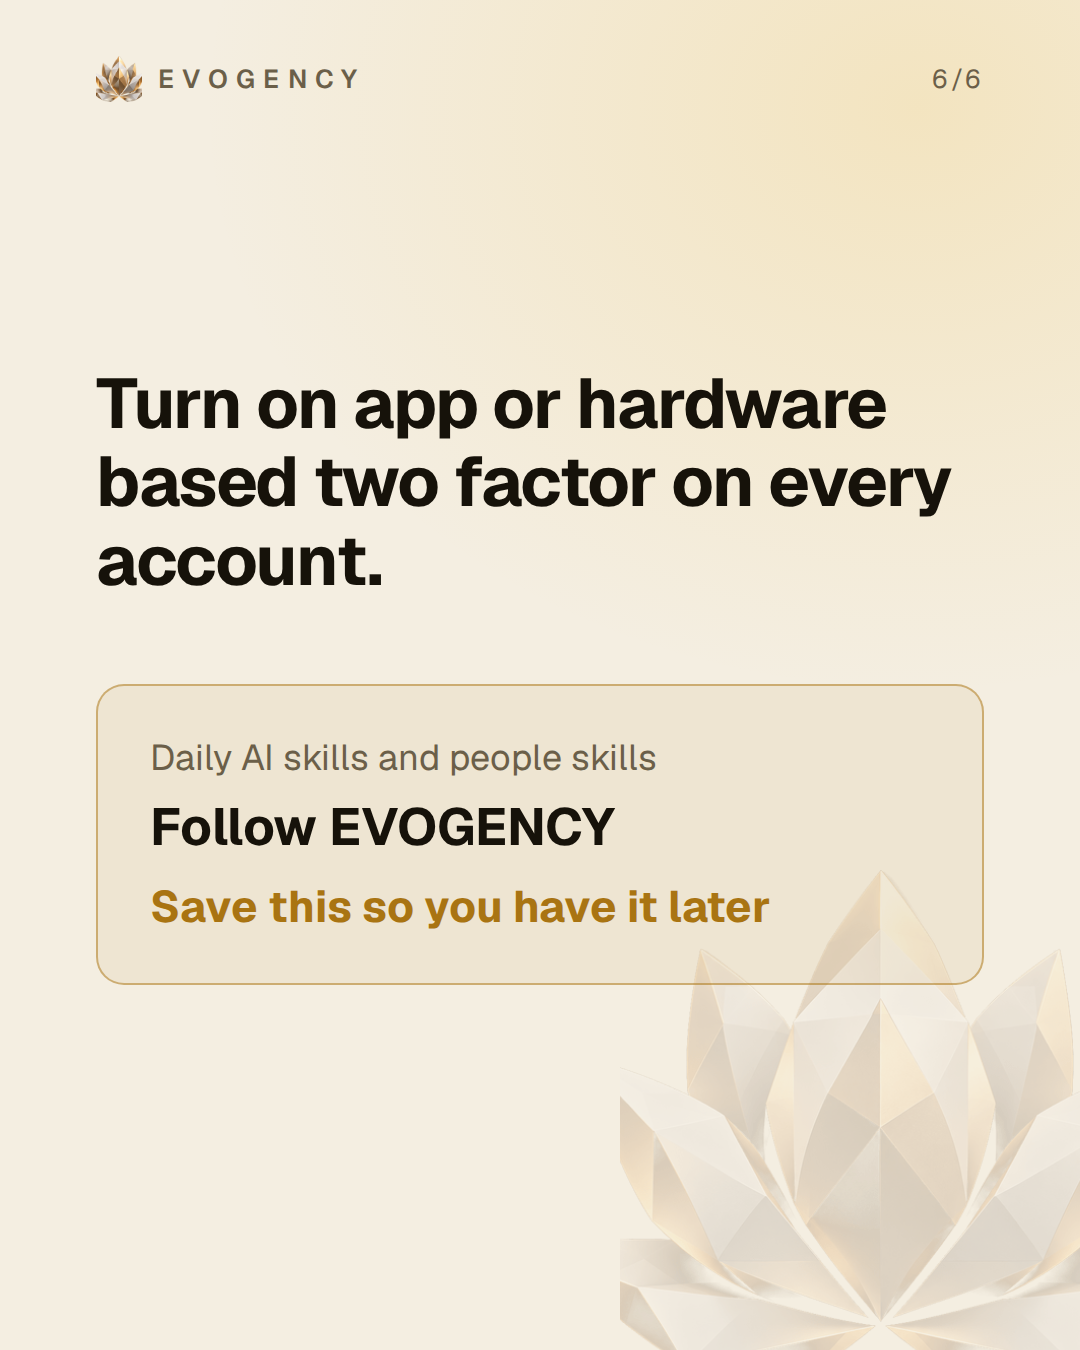 EVOGENCY
6/6
Turn on app or hardware
based two factor on every
account.
Daily AI skills and people skills
Follow EVOGENCY
Save this so you have it later